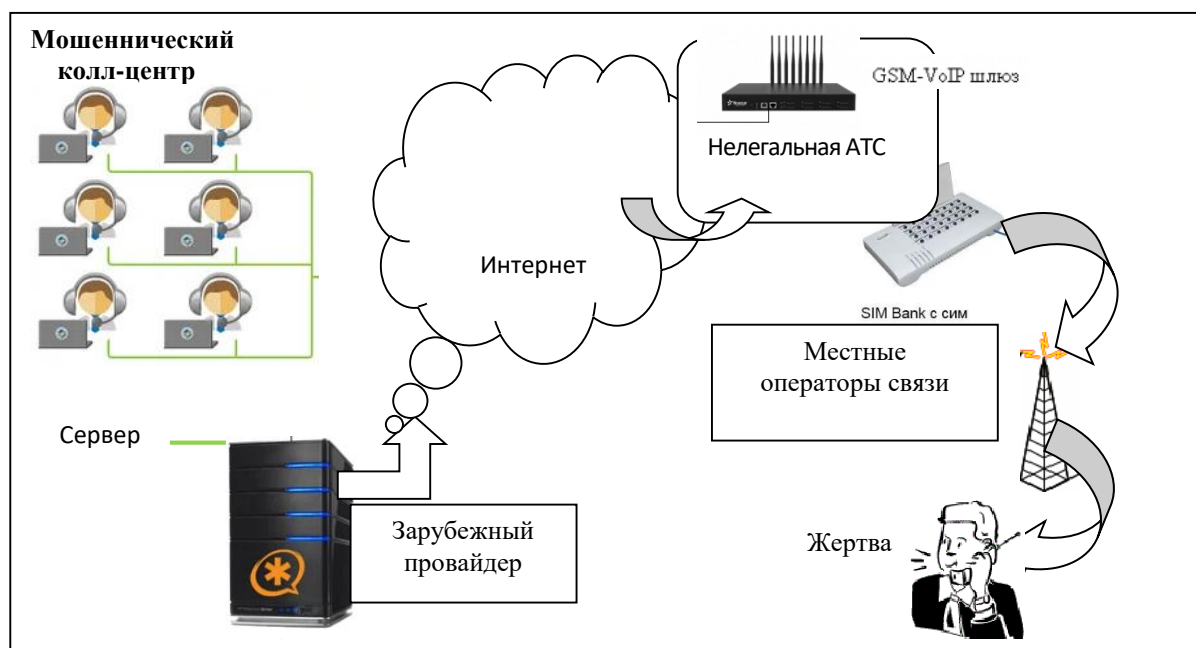 Мошеннический
колл-центр
GSM-VoIP шлюз
Нелегальная АТС
Интернет
SIM Bank с сим
Местные
операторы связи
Сервер
Зарубежный
провайдер
Жертва